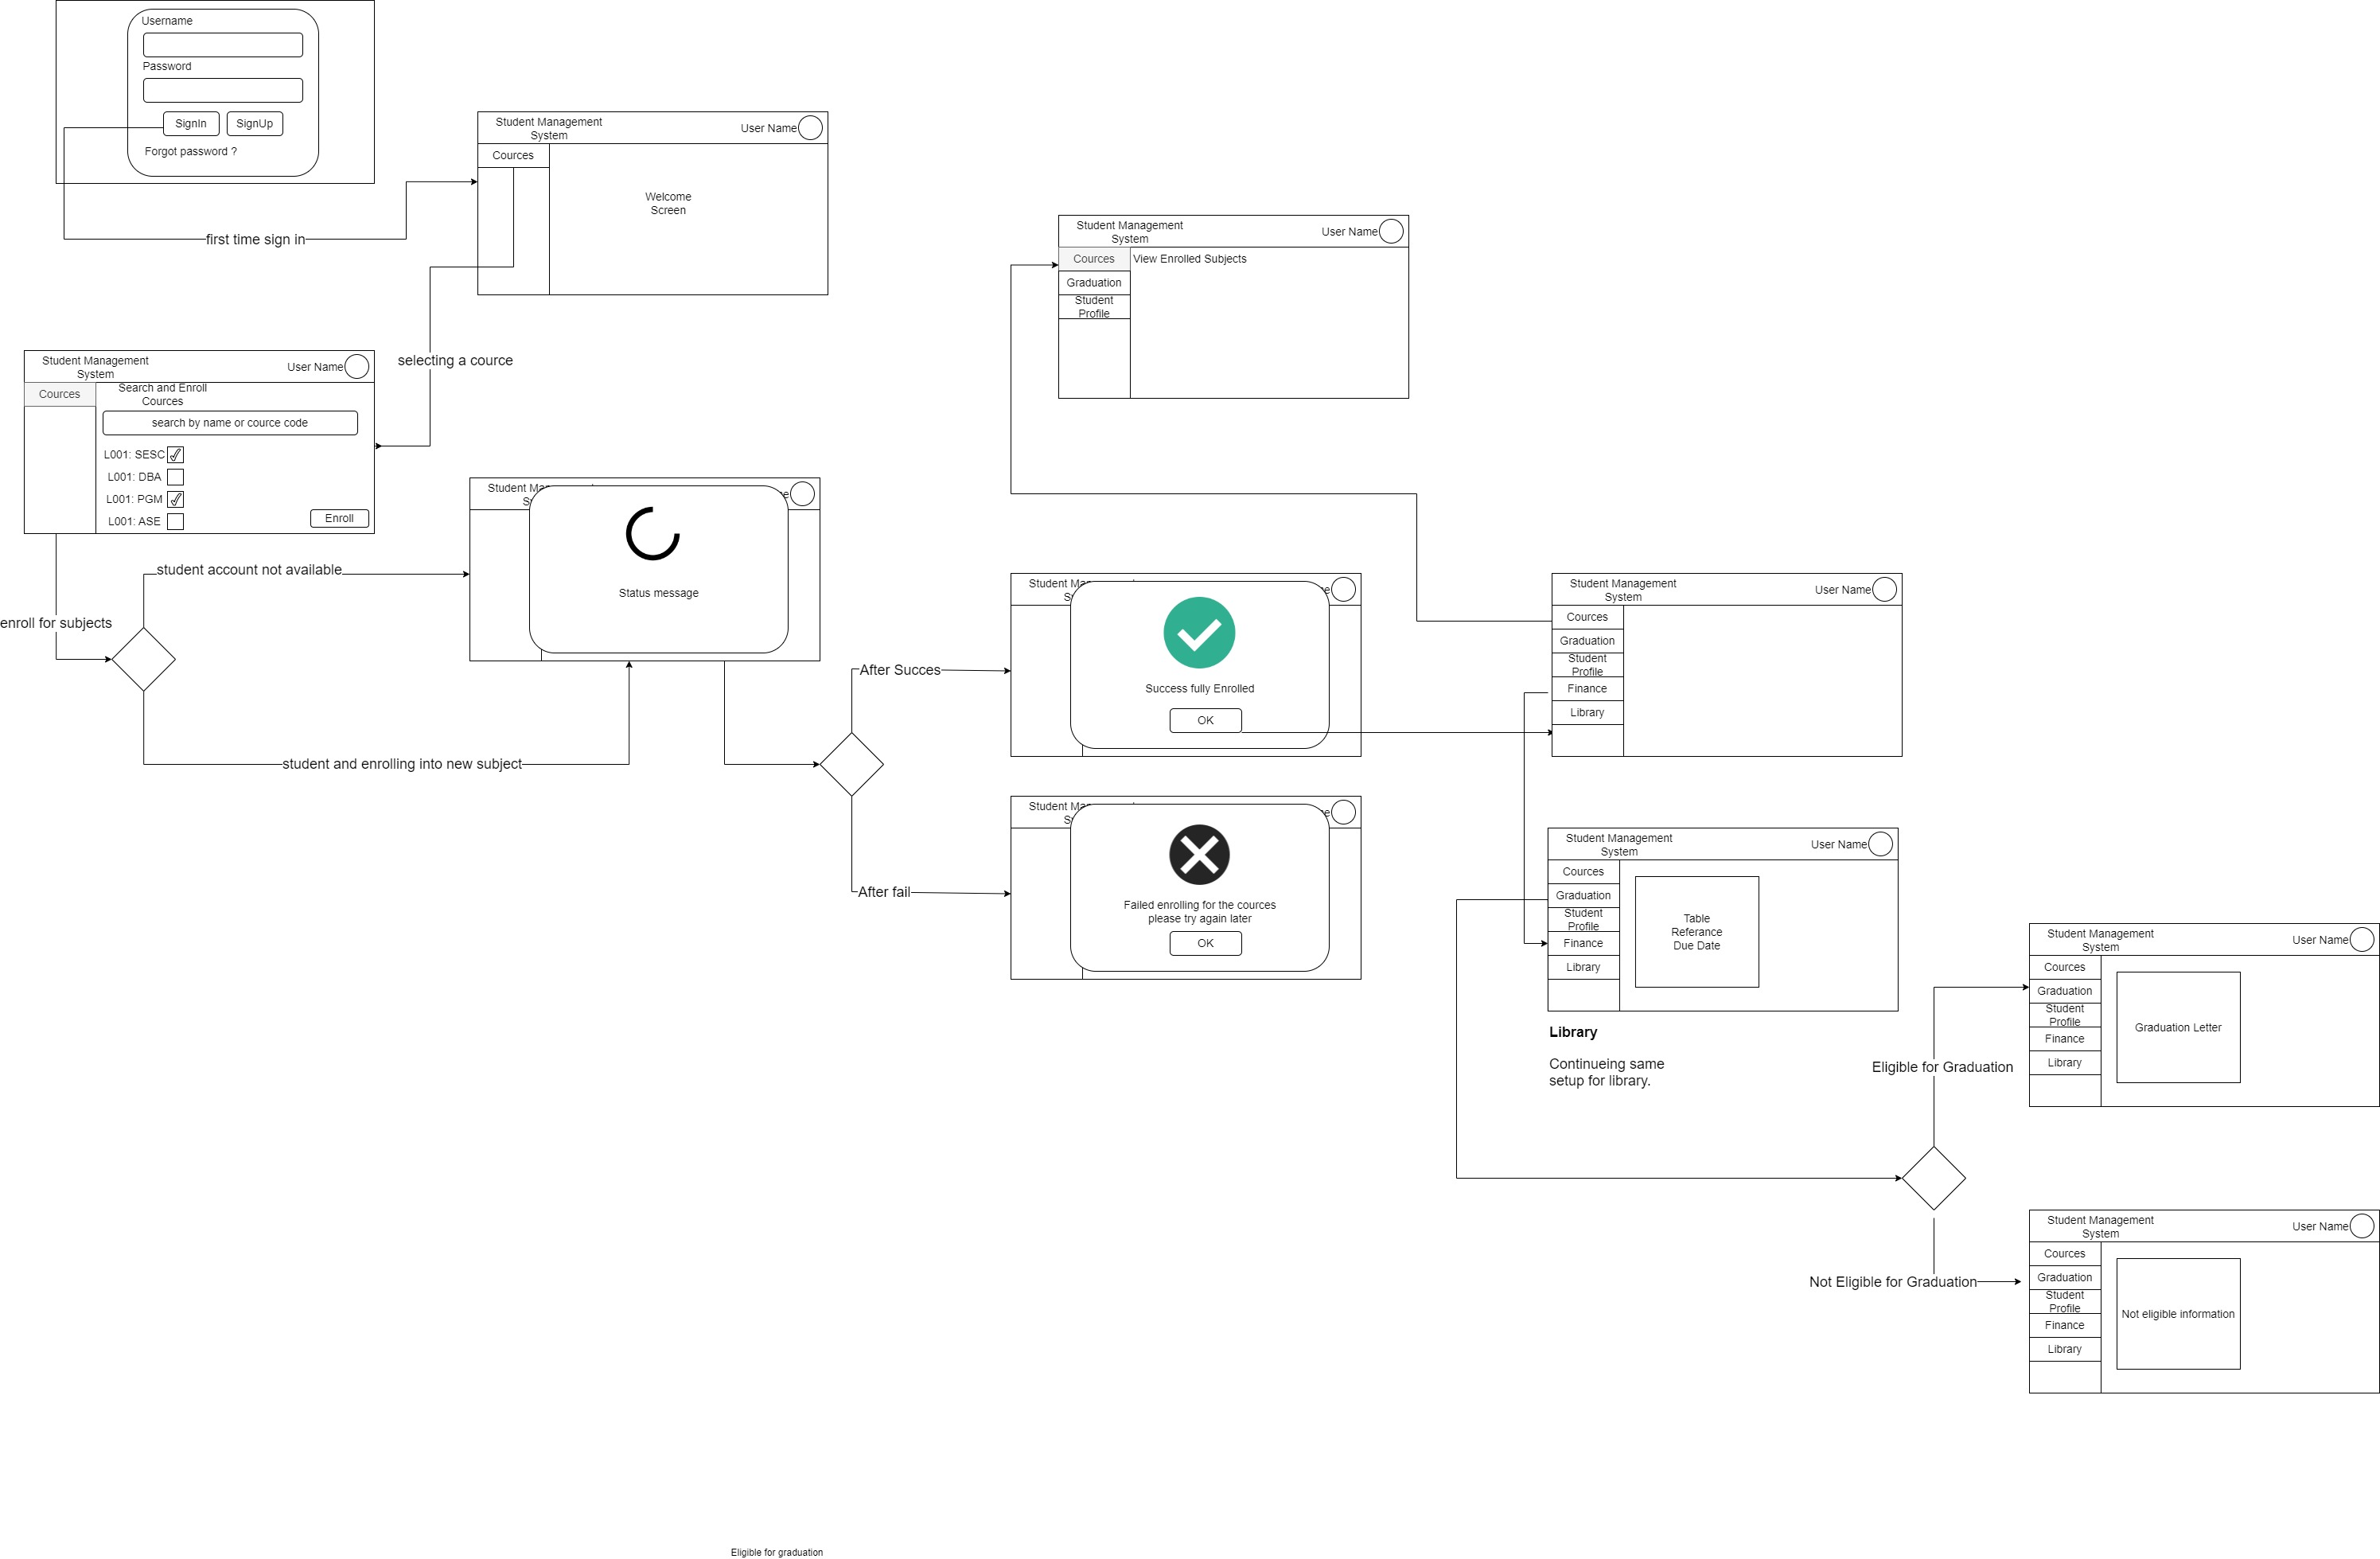 Username
Password
SignIn
SignUp
Forgot password ?
first time sign in
Student Management
System
User Name
Cources
Welcome
Screen
selecting a cource
Student Management
System
User Name
Cources
Search and Enroll
Cources
search by name or cource code
L001: SESC
L001: DBA
L001: PGM
L001: ASE
Enroll
enroll for subjects
student account not available
student and enrolling into new subject
Student Ma
S
e
Status message
After Succes
After fail
Student Management
System
User Name
Cources
View Enrolled Subjects
Graduation
Student
Profile
Student Ma
S
e
Success fully Enrolled
OK
Student Ma
S
e
Failed enrolling for the cources
please try again later
OK
Student Management
System
User Name
Cources
Graduation
Student
Profile
Finance
Library
Student Management
System
User Name
Cources
Graduation
Student
Profile
Finance
Library
Table
Referance
Due Date
Library
Continueing same
setup for library.
Eligible for Graduation
Not Eligible for Graduation
Student Management
System
User Name
Cources
Graduation
Student
Profile
Finance
Library
Graduation Letter
Student Management
System
User Name
Cources
Graduation
Student
Profile
Finance
Library
Not eligible information
Eligible for graduation